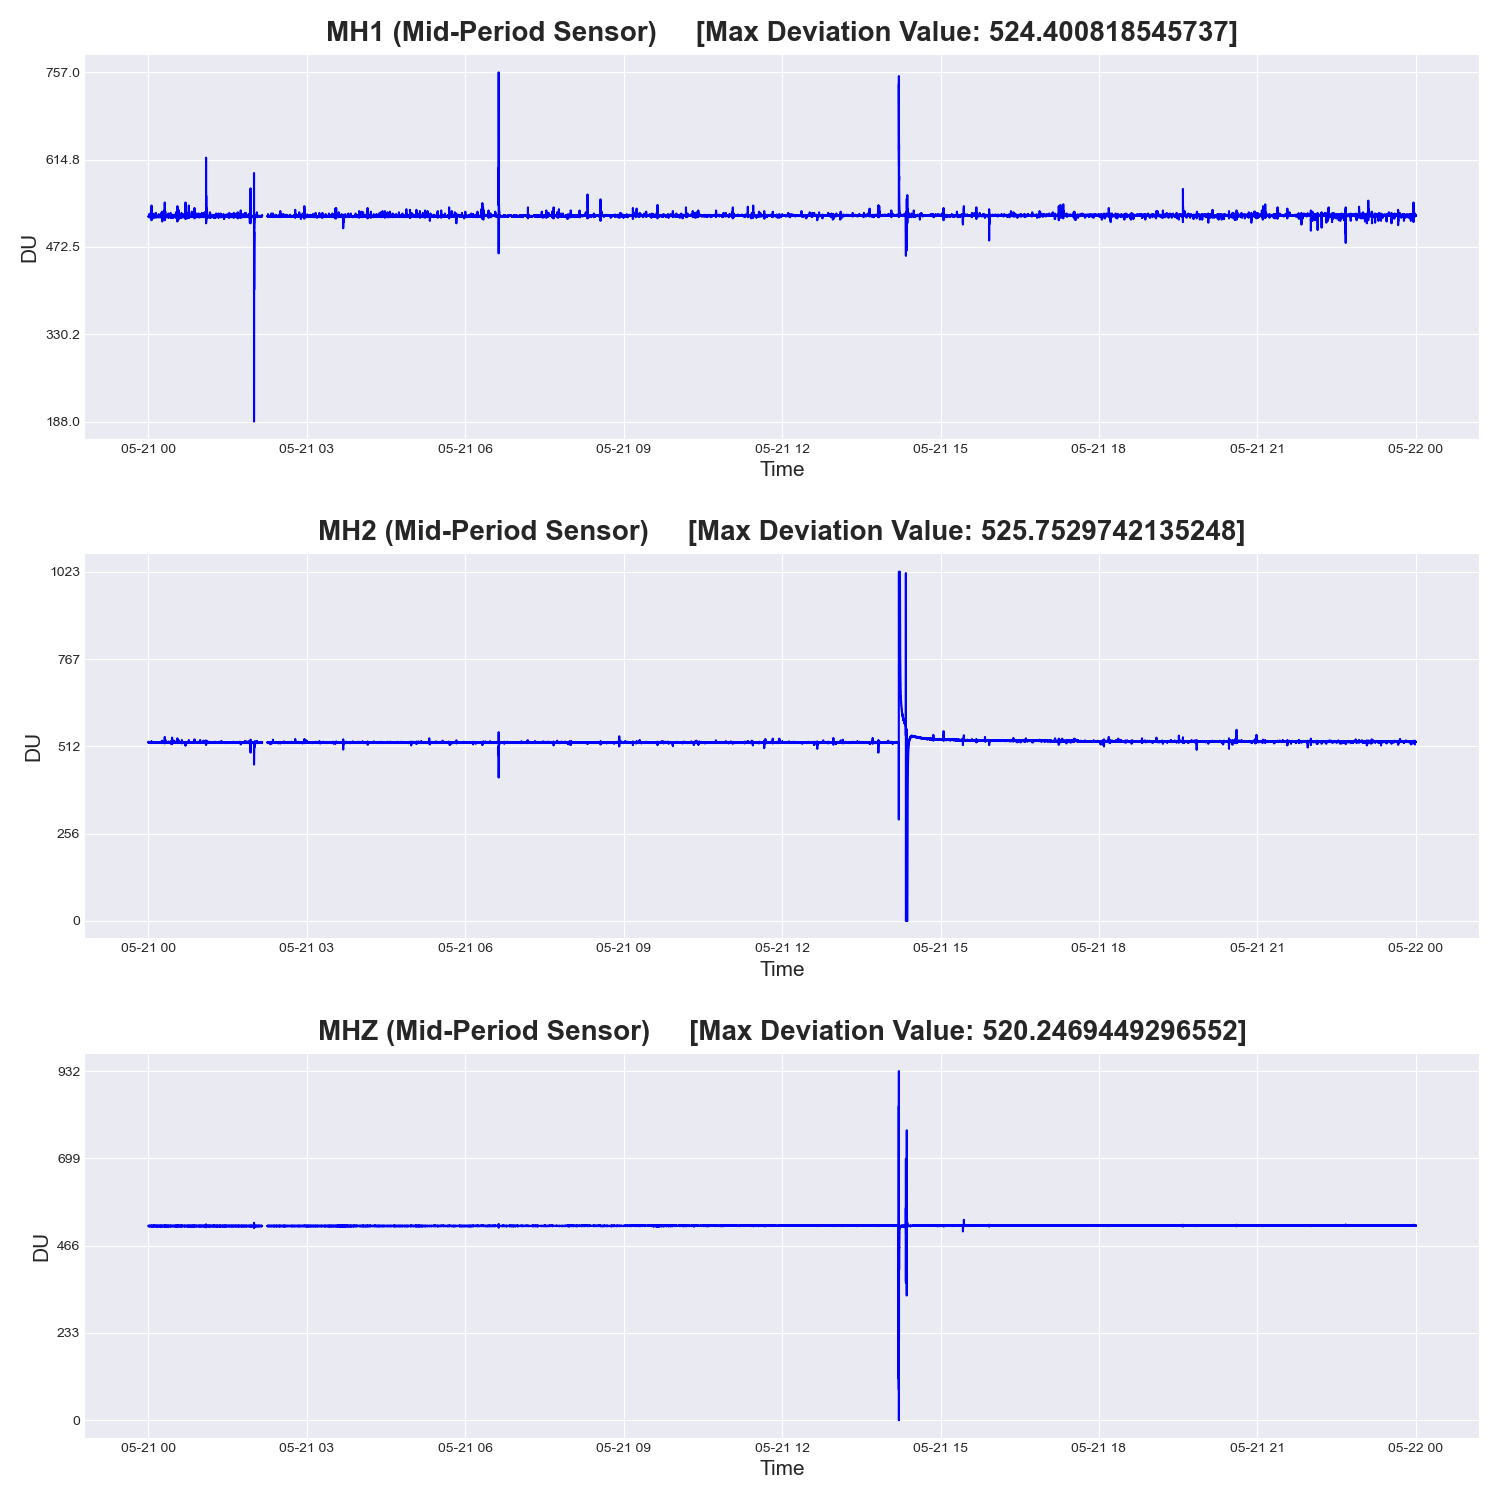 MH1 (Mid-Period Sensor) [Max Deviation Value: 524.400818545737]
757.0
614.8
472.5
330.2
188.0
DU
05-21 00 05-21 03 05-21 06 05-21 09 05-21 12 05-21 15 05-21 18 05-21 21 05-22 00
Time
MH2 (Mid-Period Sensor) [Max Deviation Value: 525.7529742135248]
1023
767
512
256
0
DU
05-21 00 05-21 03 05-21 06 05-21 09 05-21 12 05-21 15 05-21 18 05-21 21 05-22 00
Time
MHZ (Mid-Period Sensor) [Max Deviation Value: 520.2469449296552]
932
699
466
233
0
DU
05-21 00 05-21 03 05-21 06 05-21 09 05-21 12 05-21 15 05-21 18 05-21 21 05-22 00
Time